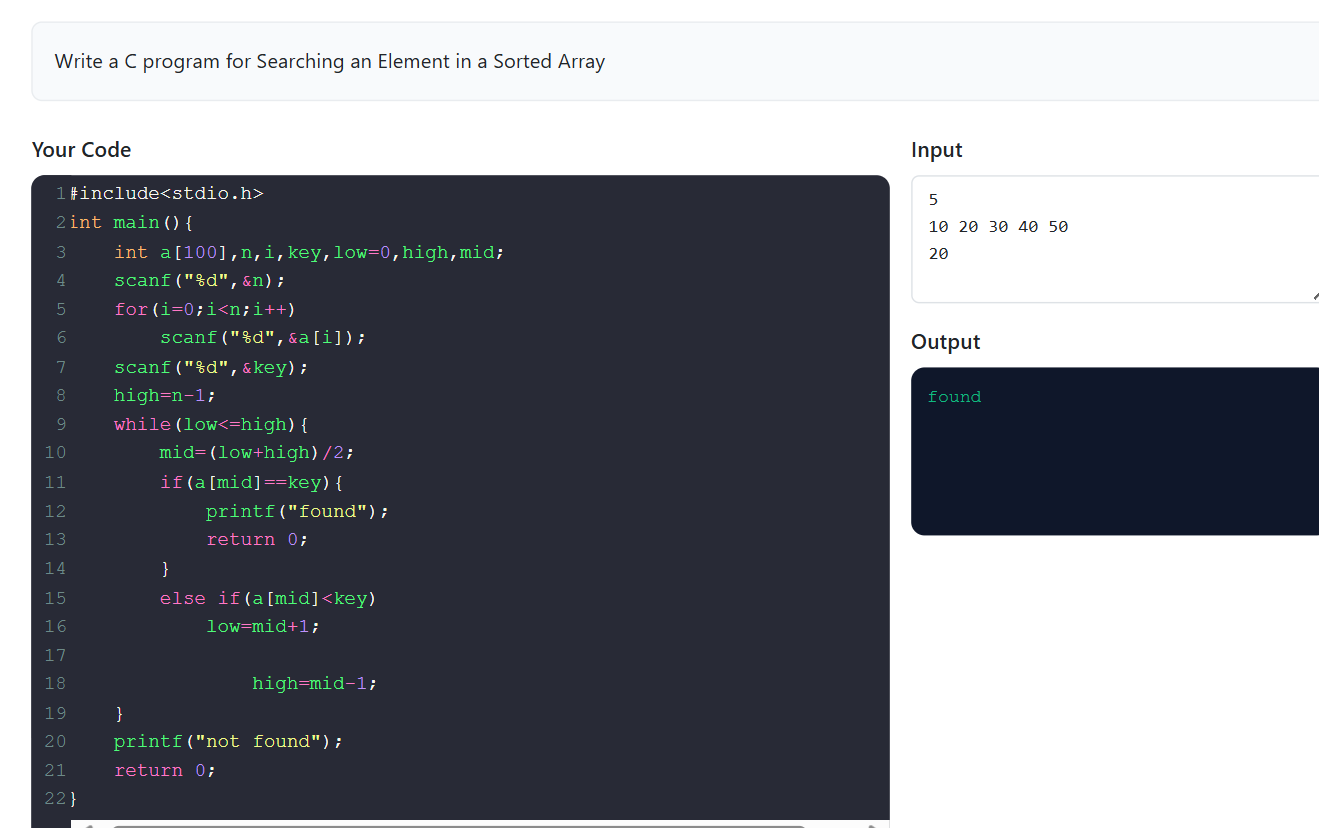 Write a C program for Searching an Element in a Sorted Array
Your Code
1 #include<stdio.h>
2 int main(){
3     int a[100],n,i,key,low=0,high,mid;
4     scanf("%d",&n);
5     for(i=0;i<n;i++)
6         scanf("%d",&a[i]);
7     scanf("%d",&key);
8     high=n-1;
9     while(low<=high){
10         mid=(low+high)/2;
11         if(a[mid]==key){
12             printf("found");
13             return 0;
14         }
15         else if(a[mid]<key)
16             low=mid+1;
17
18                 high=mid-1;
19     }
20     printf("not found");
21     return 0;
22 }
Input
5
10 20 30 40 50
20
Output
found